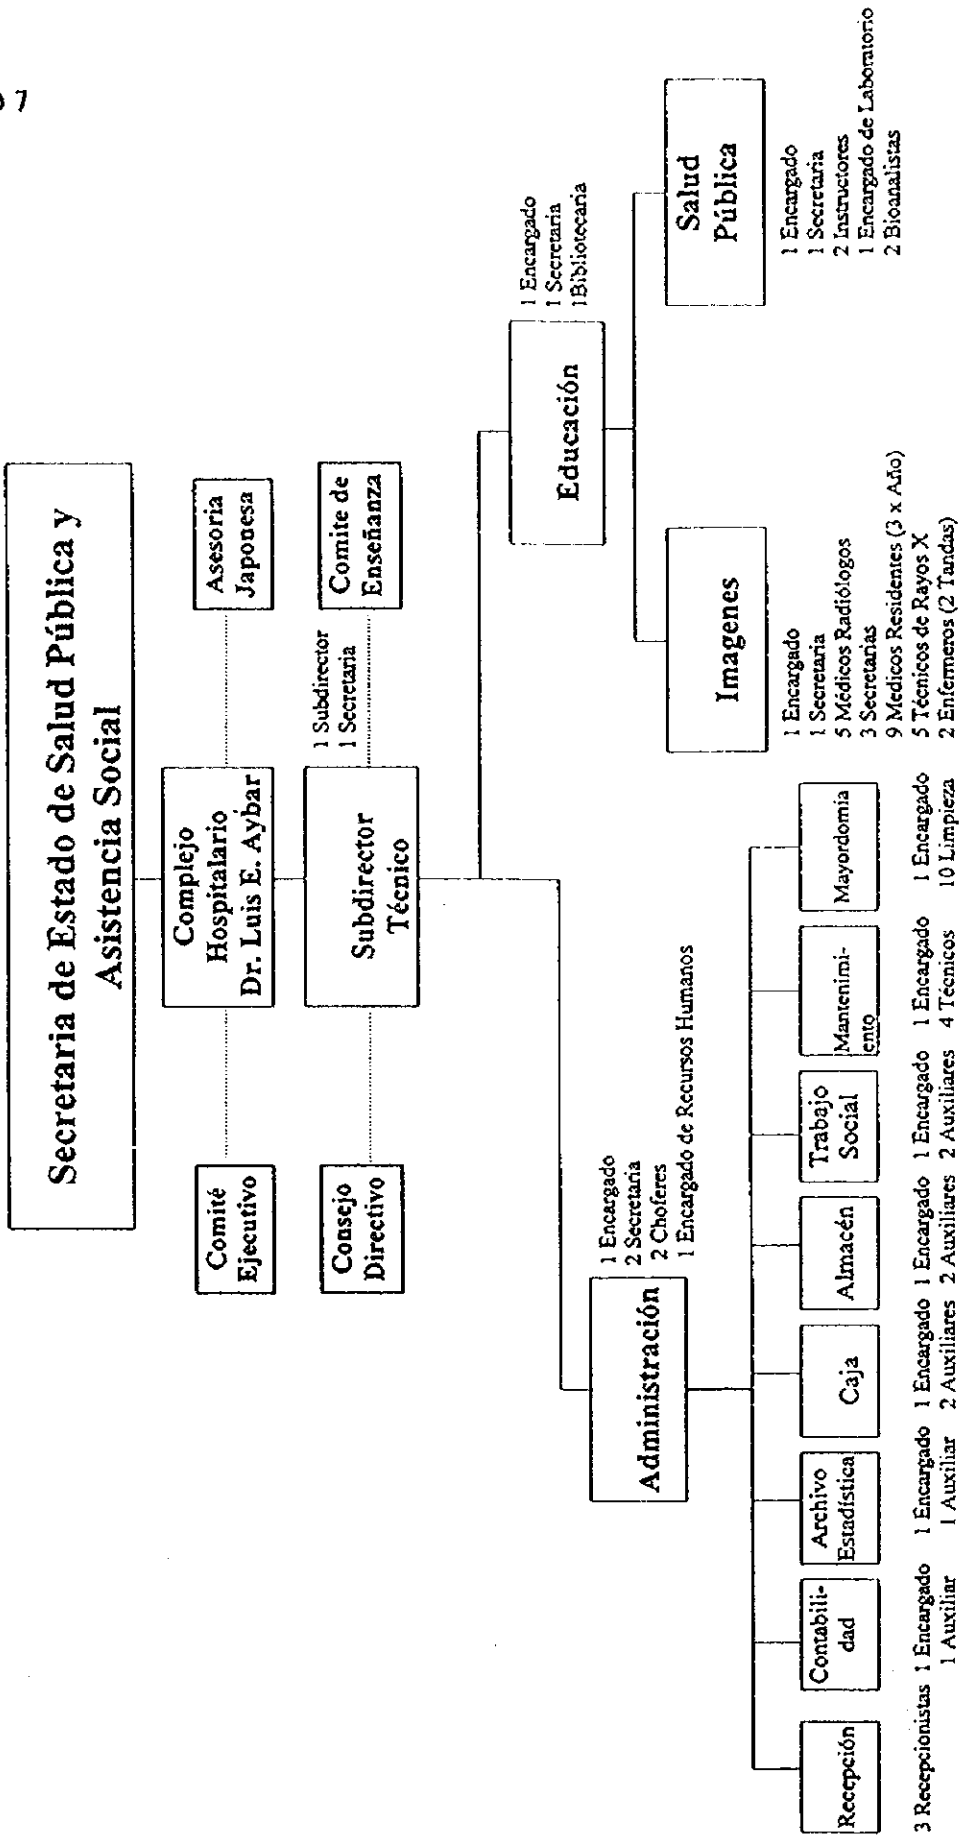 Secretaria de Estado de Salud Pública y
Asistencia Social
Complejo
Hospitalario
Dr. Luis E. Aybar
Asesoria
Japonesa
Comité
Ejecutivo
Subdirector
Técnico
1 Subdirector
1 Secretaria
Comite de
Enseñanza
Consejo
Directivo
Educación
1 Encargado
1 Secretaria
1Bibliotecaria
Administración
1 Encargado
2 Secretaria
2 Choferes
1 Encargado de Recursos Humanos
Imagenes
1 Encargado
1 Secretaria
5 Médicos Radiólogos
3 Secretarias
9 Medicos Residentes (3 x Año)
5 Técnicos de Rayos X
2 Enfermeros (2 Tandas)
Salud
Pública
1 Encargado
1 Secretaria
2 Instructores
1 Encargado de Laboratorio
2 Bioanalistas
Recepción
3 Recepcionistas
Contabili-
dad
1 Encargado
1 Auxiliar
Archivo
Estadística
1 Encargado
1 Auxiliar
Caja
1 Encargado
2 Auxiliares
Almacén
1 Encargado
2 Auxiliares
Trabajo
Social
1 Encargado
2 Auxiliares
Mantenimi-
ento
1 Encargado
4 Técnicos
Mayordomia
1 Encargado
10 Limpieza